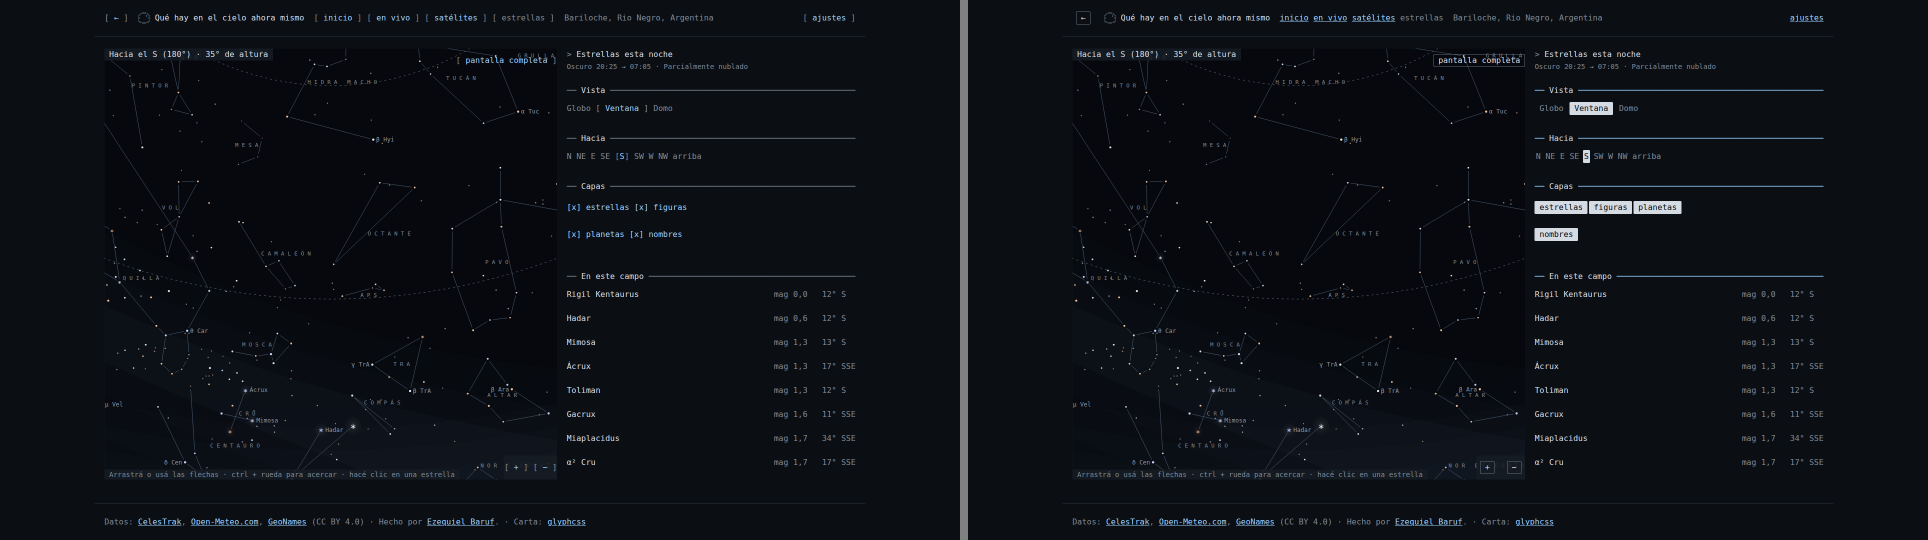 [ ← ] Qué hay en el cielo ahora mismo [ inicio ] [ en vivo ] [ satélites ] [ estrellas ] Bariloche, Río Negro, Argentina [ ajustes ]
Hacia el S (180°) · 35° de altura
[ pantalla completa ]
GRULLA
TUCÁN
HIDRA MACHO
PINTOR
α Tuc
β Hyi
MESA
VOL
OCTANTE
CAMALEÓN
PAVO
QUILLA
APS
θ Car
MOSCA
γ TrA
TRA
Ácrux
β TrA
β Ara
ALTAR
μ Vel
COMPÁS
CRU
Mimosa
Hadar
CENTAURO
δ Cen
NOR
[ + ] [ − ]
Arrastrá o usá las flechas · ctrl + rueda para acercar · hacé clic en una estrella
> Estrellas esta noche
Oscuro 20:25 → 07:05 · Parcialmente nublado
Vista
Globo [ Ventana ] Domo
Hacia
N NE E SE [S] SW W NW arriba
Capas
[x] estrellas [x] figuras
[x] planetas [x] nombres
En este campo
Rigil Kentaurus mag 0,0 12° S
Hadar mag 0,6 12° S
Mimosa mag 1,3 13° S
Ácrux mag 1,3 17° SSE
Toliman mag 1,3 12° S
Gacrux mag 1,6 11° SSE
Miaplacidus mag 1,7 34° SSE
α² Cru mag 1,7 17° SSE
Datos: CelesTrak, Open-Meteo.com, GeoNames (CC BY 4.0) · Hecho por Ezequiel Baruf. · Carta: glyphcss
← Qué hay en el cielo ahora mismo inicio en vivo satélites estrellas Bariloche, Río Negro, Argentina ajustes
Hacia el S (180°) · 35° de altura
pantalla completa
TUCÁN
HIDRA MACHO
PINTOR
α Tuc
β Hyi
MESA
VOL
OCTANTE
CAMALEÓN
PAVO
QUILLA
APS
θ Car
MOSCA
γ TrA
TRA
Ácrux
β TrA
β Ara
ALTAR
μ Vel
COMPÁS
CRU
Mimosa
Hadar
CENTAURO
δ Cen
NOR
+ −
Arrastrá o usá las flechas · ctrl + rueda para acercar · hacé clic en una estrella
> Estrellas esta noche
Oscuro 20:25 → 07:05 · Parcialmente nublado
Vista
Globo Ventana Domo
Hacia
N NE E SE S SW W NW arriba
Capas
estrellas figuras planetas
nombres
En este campo
Rigil Kentaurus mag 0,0 12° S
Hadar mag 0,6 12° S
Mimosa mag 1,3 13° S
Ácrux mag 1,3 17° SSE
Toliman mag 1,3 12° S
Gacrux mag 1,6 11° SSE
Miaplacidus mag 1,7 34° SSE
α² Cru mag 1,7 17° SSE
Datos: CelesTrak, Open-Meteo.com, GeoNames (CC BY 4.0) · Hecho por Ezequiel Baruf. · Carta: glyphcss